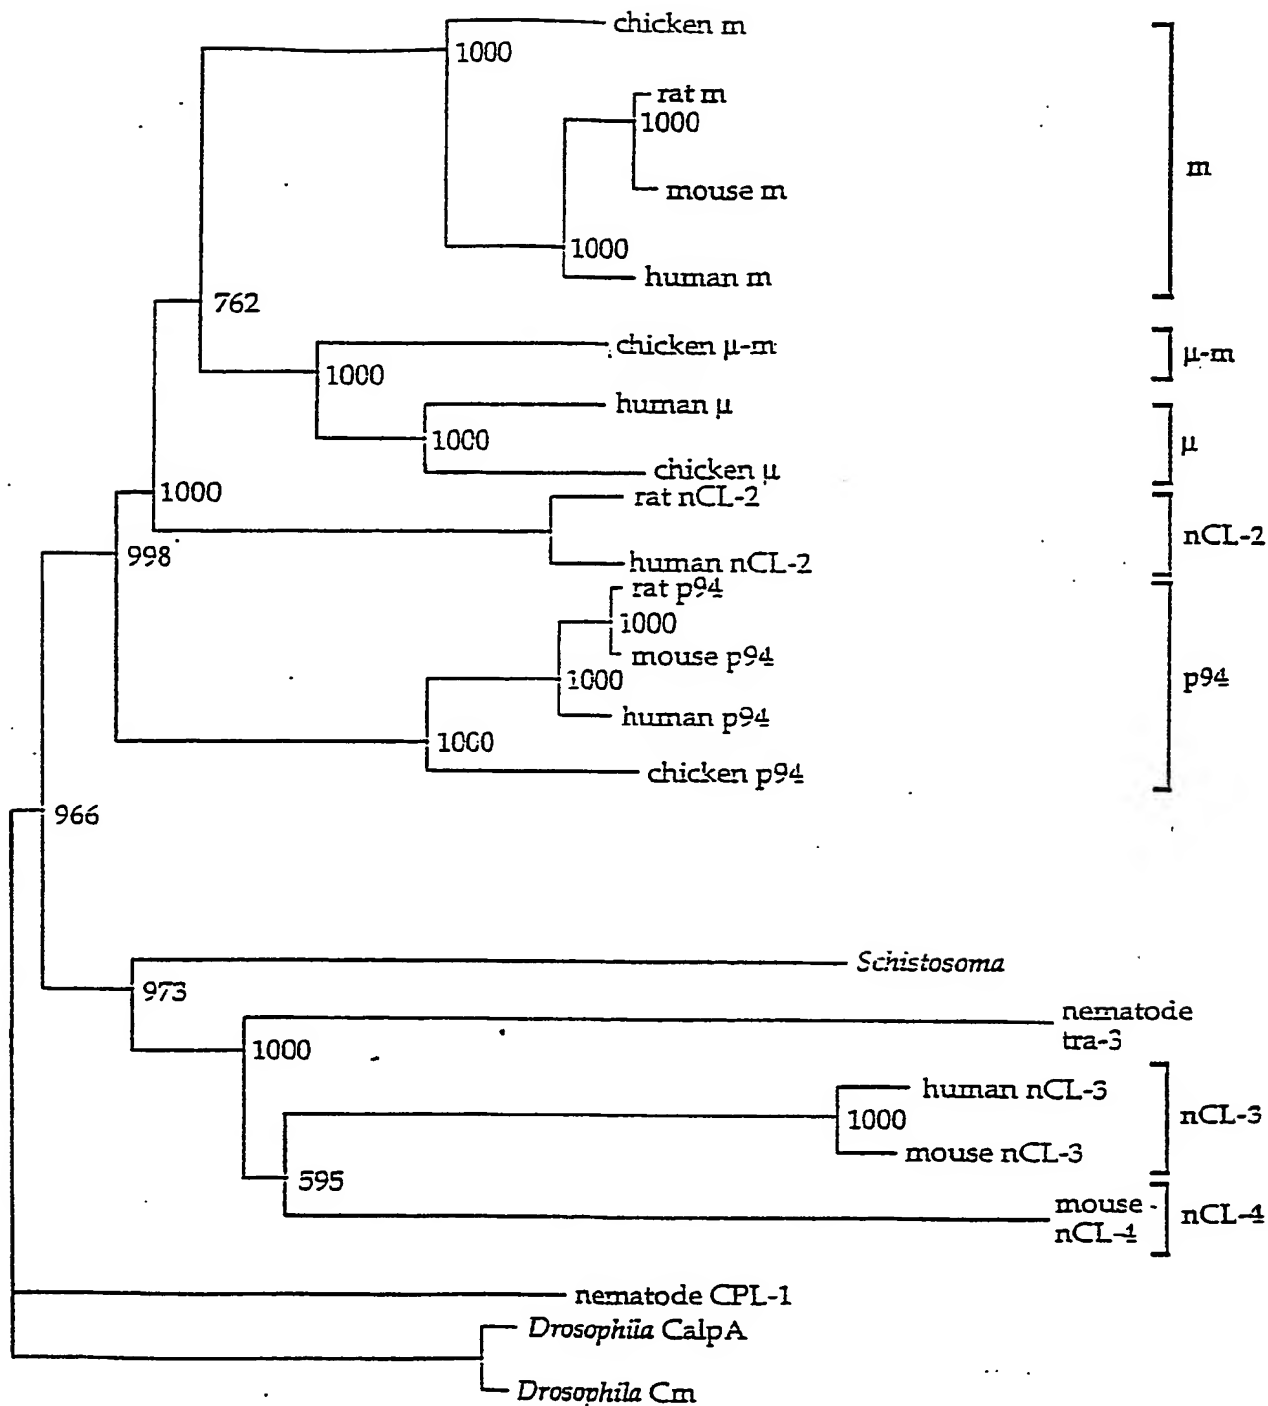 chicken m
1000
rat m
1000
mouse m
m
1000
human m
762
chicken µ-m
µ-m
1000
human µ
1000
µ
chicken µ
1000
rat nCL-2
nCL-2
998
human nCL-2
rat p94
1000
mouse p94
1000
p94
human p94
1000
chicken p94
966
Schistosoma
973
nematode
tra-3
1000
human nCL-3
1000
nCL-3
mouse nCL-3
595
mouse
nCL-4
nCL-4
nematode CPL-1
Drosophila CalpA
Drosophila Cm